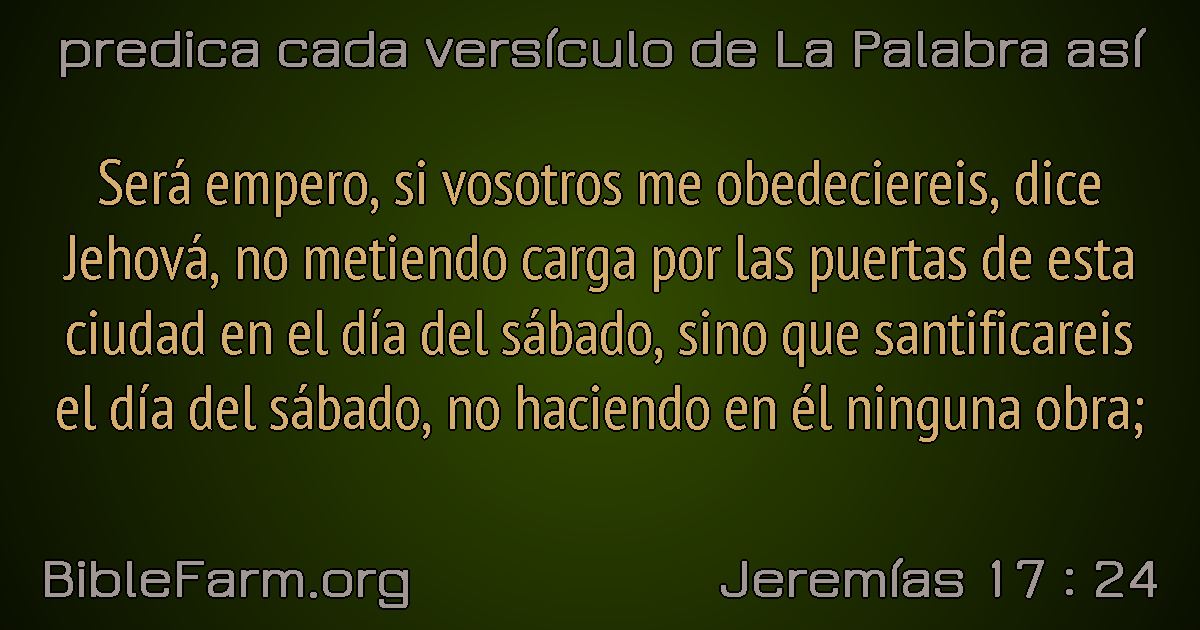 predica cada versículo de La Palabra así
Será empero, si vosotros me obedeciereis, dice
Jehová, no metiendo carga por las puertas de esta
ciudad en el día del sábado, sino que santificareis
el día del sábado, no haciendo en él ninguna obra;
BibleFarm.org
Jeremías 17 : 24